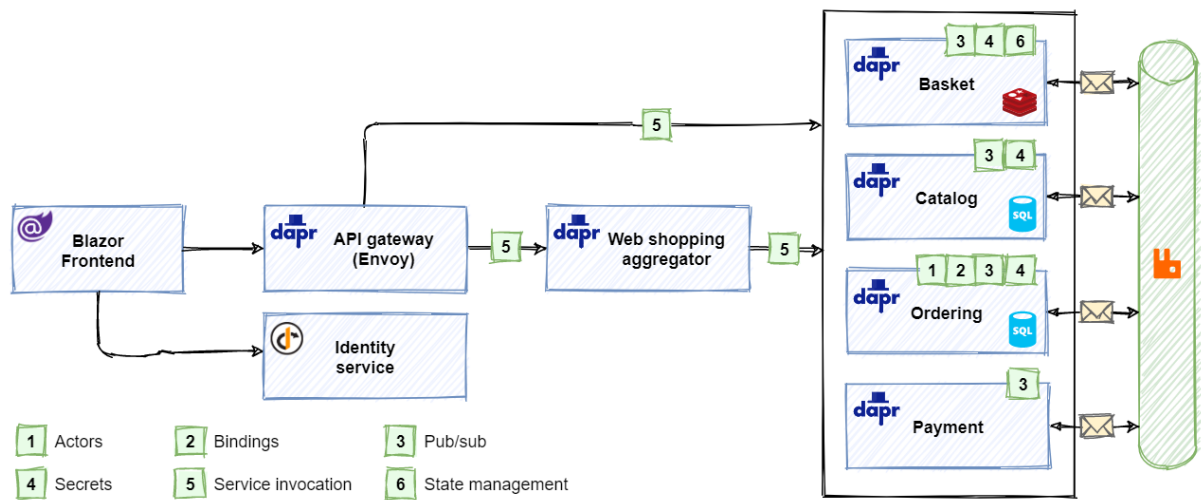 3 4 6
dapr
Basket
5
3 4
dapr
Catalog
SQL
@
Blazor
Frontend
dapr
API gateway
(Envoy)
5
dapr
Web shopping
aggregator
5
1 2 3 4
dapr
Ordering
SQL
Identity
service
3
dapr
Payment
1 Actors
2 Bindings
3 Pub/sub
4 Secrets
5 Service invocation
6 State management